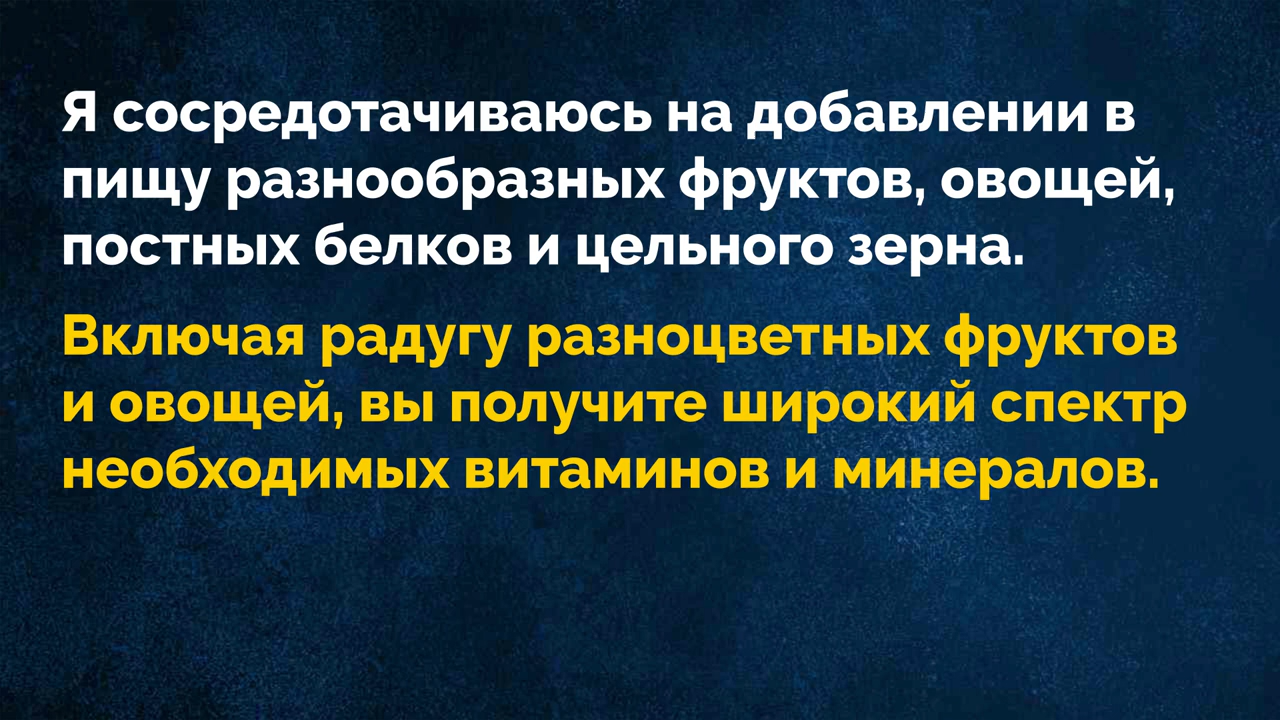 Я сосредотачиваюсь на добавлении в
пищу разнообразных фруктов, овощей,
постных белков и цельного зерна.
Включая радугу разноцветных фруктов
и овощей, вы получите широкий спектр
необходимых витаминов и минералов.